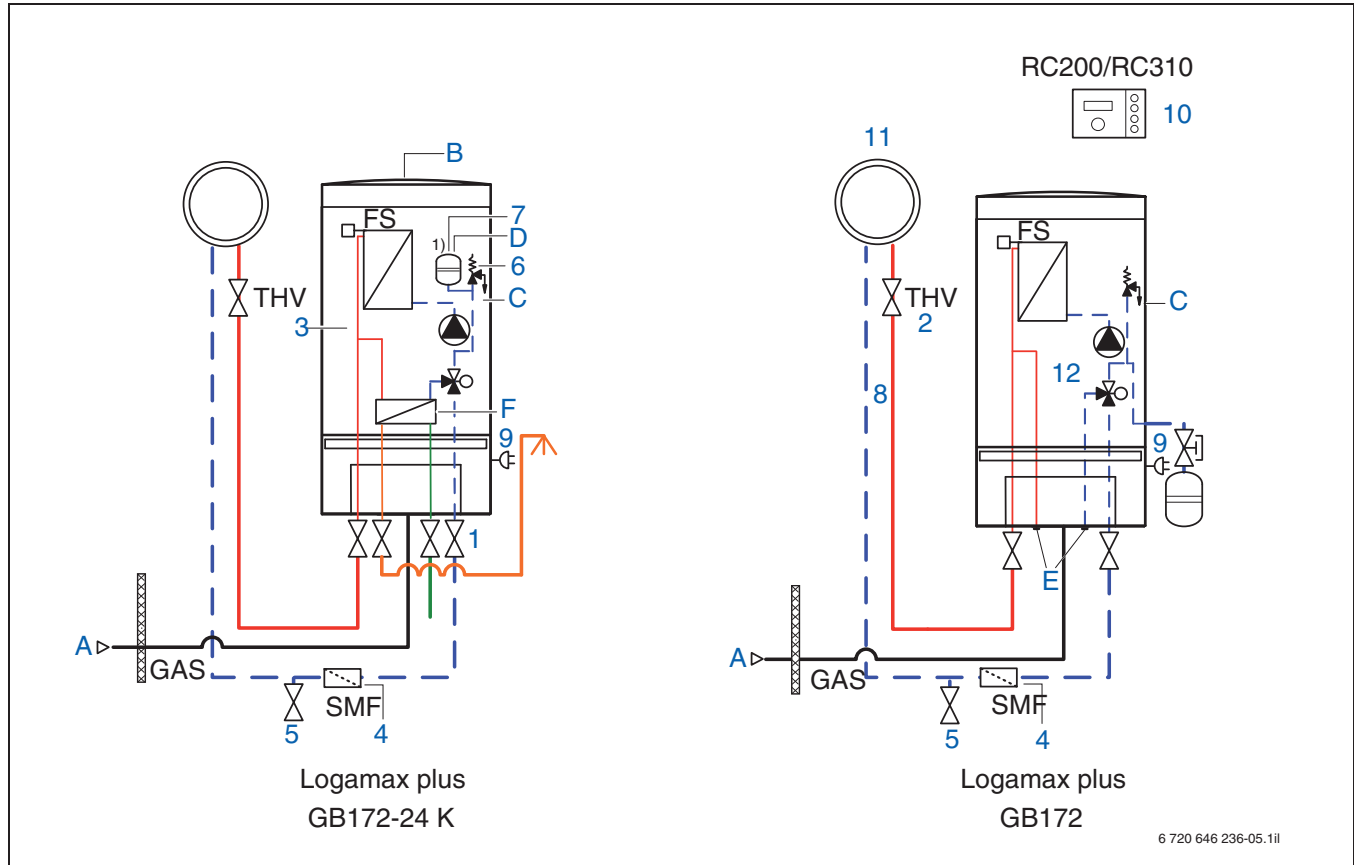 RC200/RC310
10
11
B
7
FS
1)
D
6
C
THV
3
F
9
1
A
GAS
SMF
5
4
Logamax plus
GB172-24 K
FS
C
THV
2
12
8
9
E
A
GAS
SMF
5
4
Logamax plus
GB172
6 720 646 236-05.1il